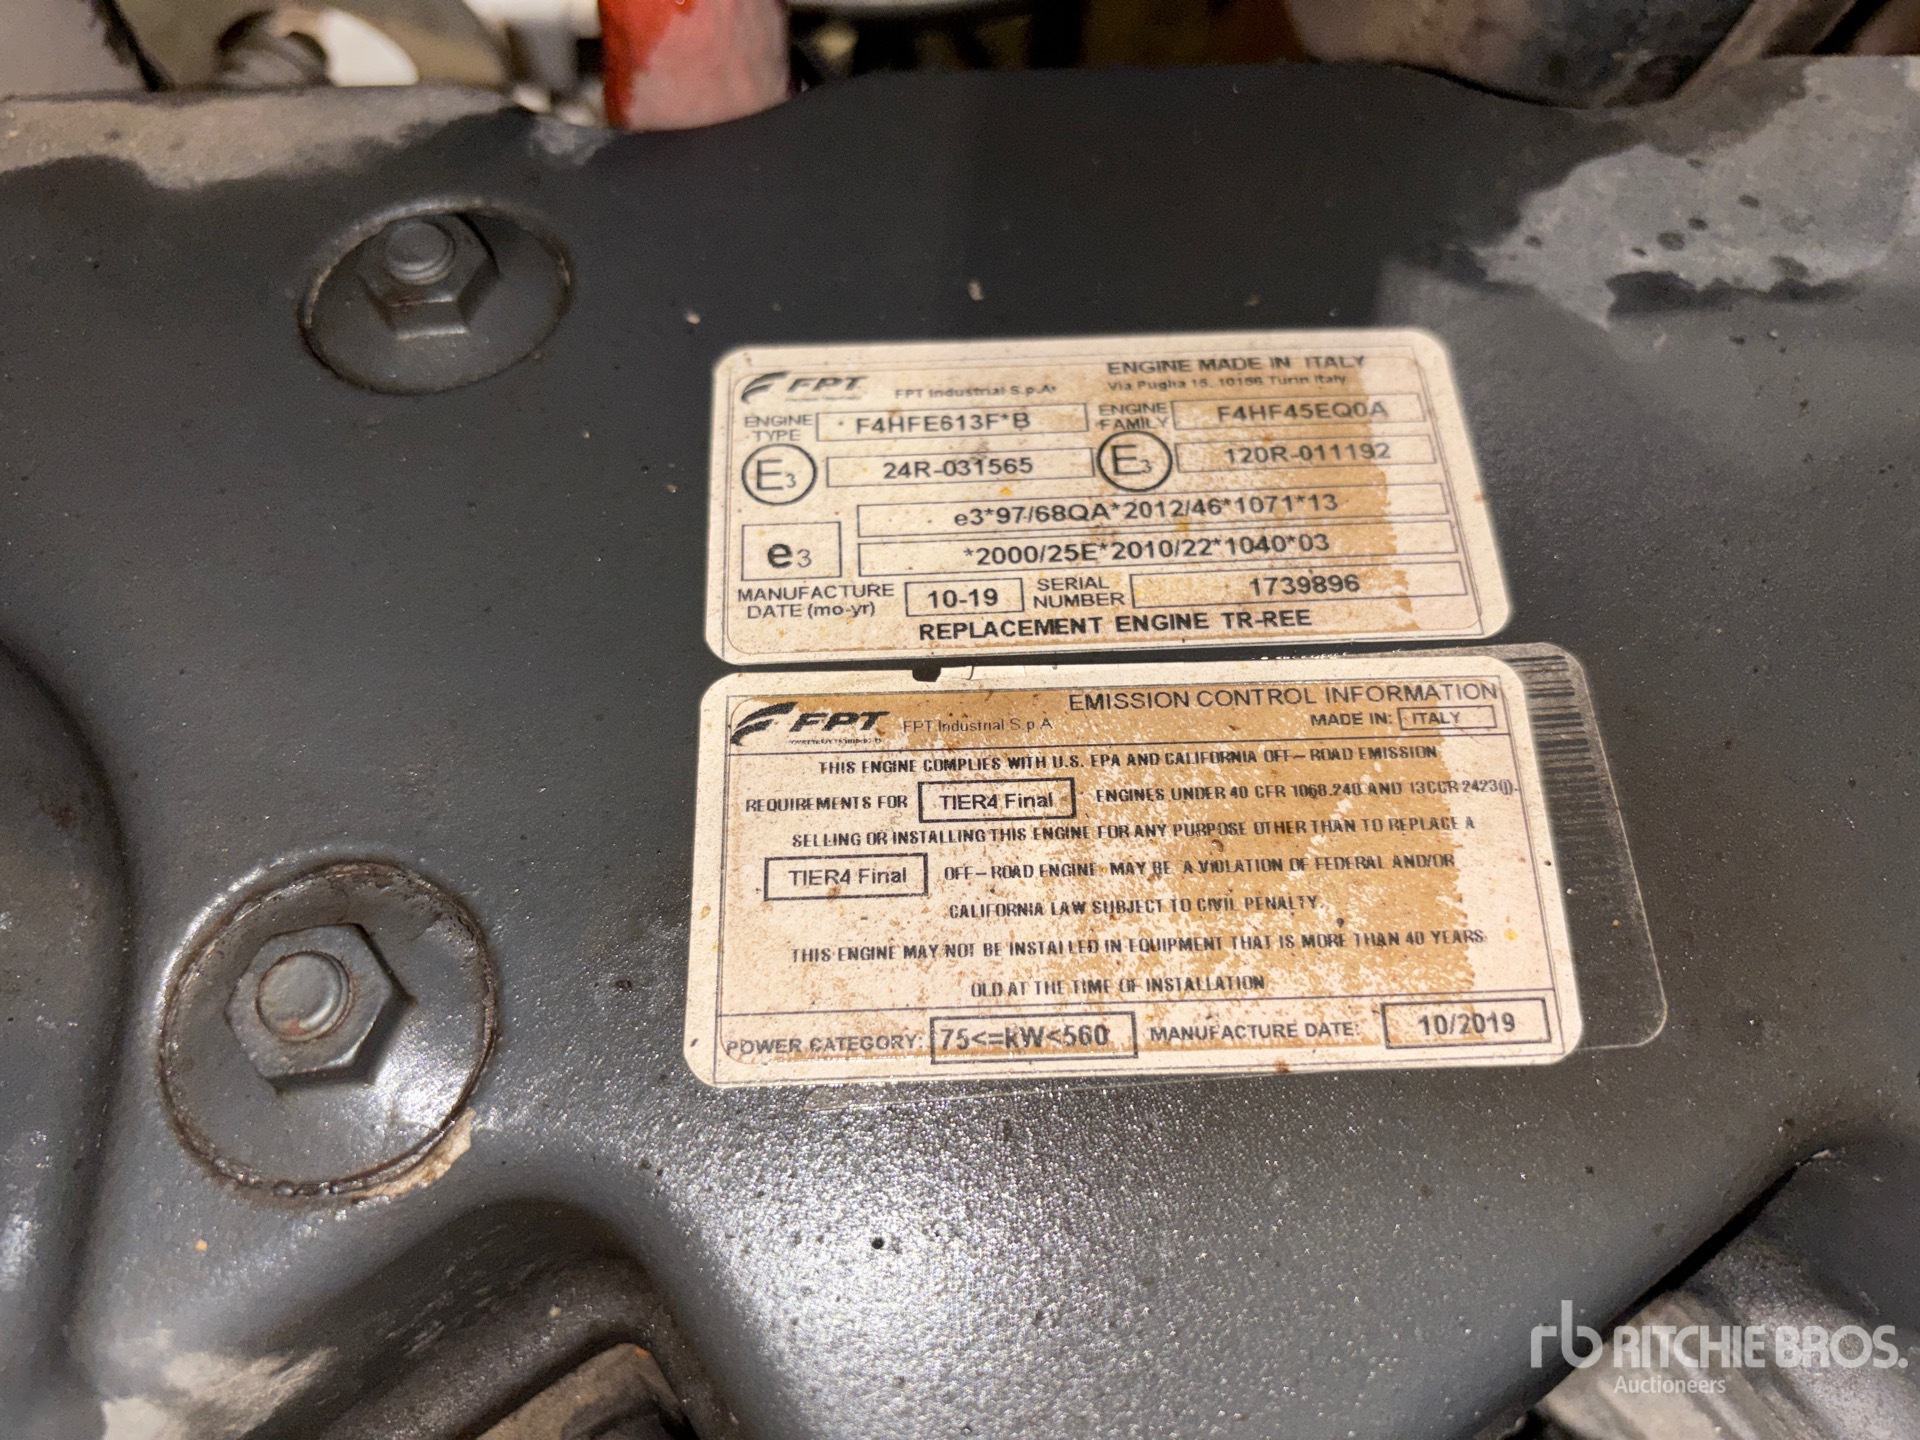 FPT FPT Industrial S.p.A. ENGINE MADE IN ITALY
Via Puglia 15, 10156 Turin Italy
ENGINE TYPE F4HFE613F*B ENGINE FAMILY F4HF45EQ0A
E3 24R-031565 E3 120R-011192
e3*97/68QA*2012/46*1071*13
e3 *2000/25E*2010/22*1040*03
MANUFACTURE DATE (mo-yr) 10-19 SERIAL NUMBER 1739896
REPLACEMENT ENGINE TR-REE
EMISSION CONTROL INFORMATION
FPT FPT Industrial S.p.A. MADE IN: ITALY
THIS ENGINE COMPLIES WITH U.S. EPA AND CALIFORNIA OFF-ROAD EMISSION
REQUIREMENTS FOR TIER4 Final ENGINES UNDER 40 CFR 1068.240 AND 13CCR 2423(j).
SELLING OR INSTALLING THIS ENGINE FOR ANY PURPOSE OTHER THAN TO REPLACE A
TIER4 Final OFF-ROAD ENGINE MAY BE A VIOLATION OF FEDERAL AND/OR
CALIFORNIA LAW SUBJECT TO CIVIL PENALTY.
THIS ENGINE MAY NOT BE INSTALLED IN EQUIPMENT THAT IS MORE THAN 40 YEARS
OLD AT THE TIME OF INSTALLATION
POWER CATEGORY: 75<=kW<560 MANUFACTURE DATE: 10/2019
rb RITCHIE BROS.
Auctioneers